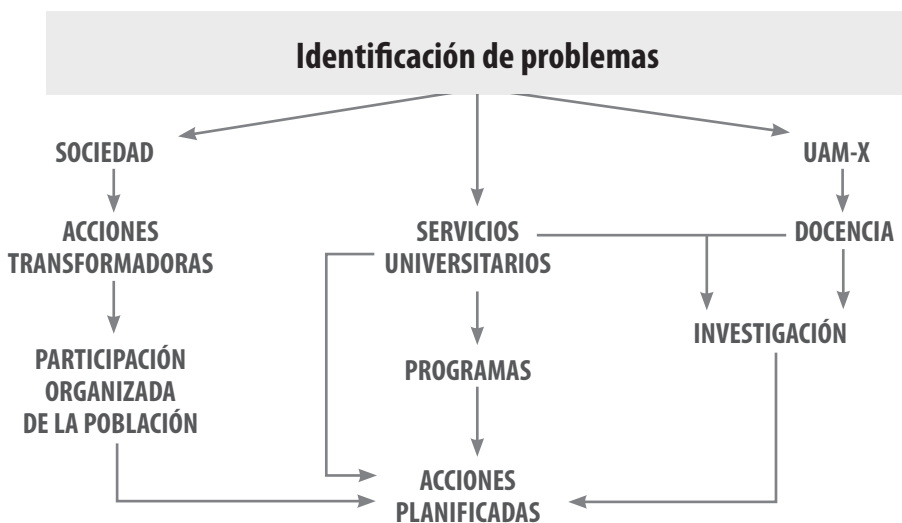 Identificación de problemas
SOCIEDAD
UAM-X
ACCIONES
TRANSFORMADORAS
SERVICIOS
UNIVERSITARIOS
DOCENCIA
INVESTIGACIÓN
PARTICIPACIÓN
ORGANIZADA
DE LA POBLACIÓN
PROGRAMAS
ACCIONES
PLANIFICADAS